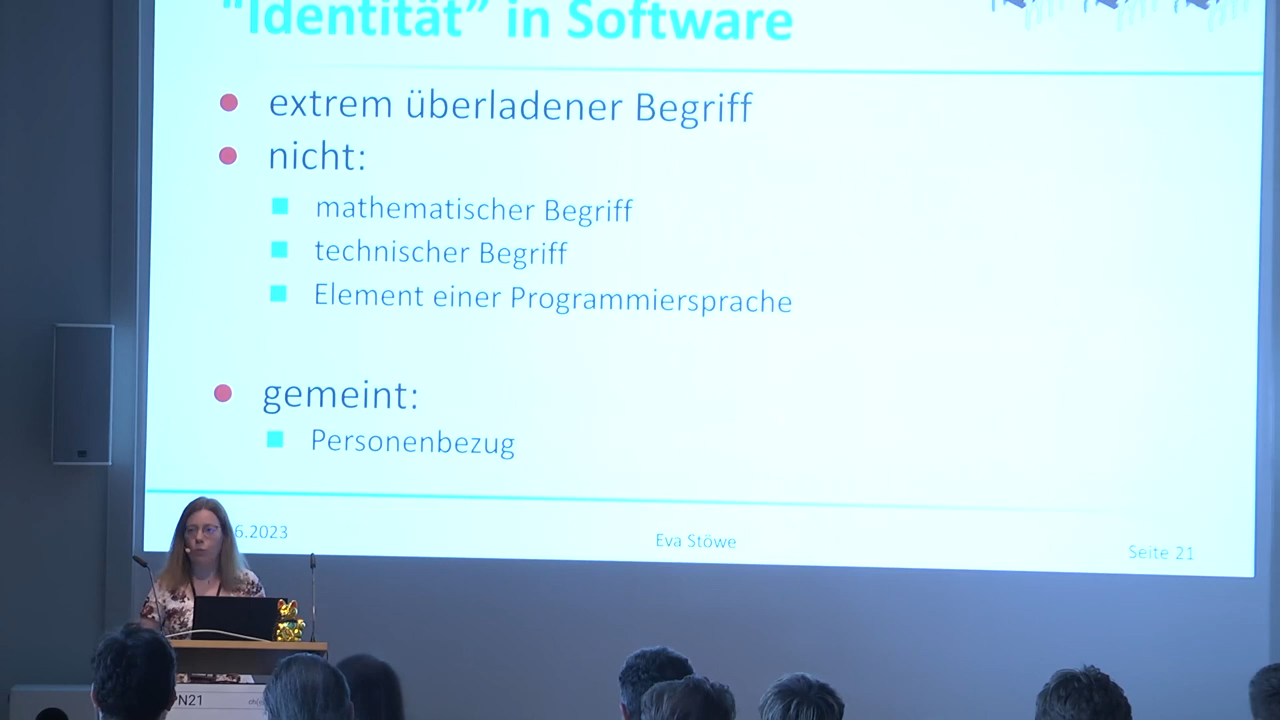 “Identität” in Software
extrem überladener Begriff
nicht:
mathematischer Begriff
technischer Begriff
Element einer Programmiersprache
gemeint:
Personenbezug
6.2023
Eva Stöwe
Seite 21
PN21